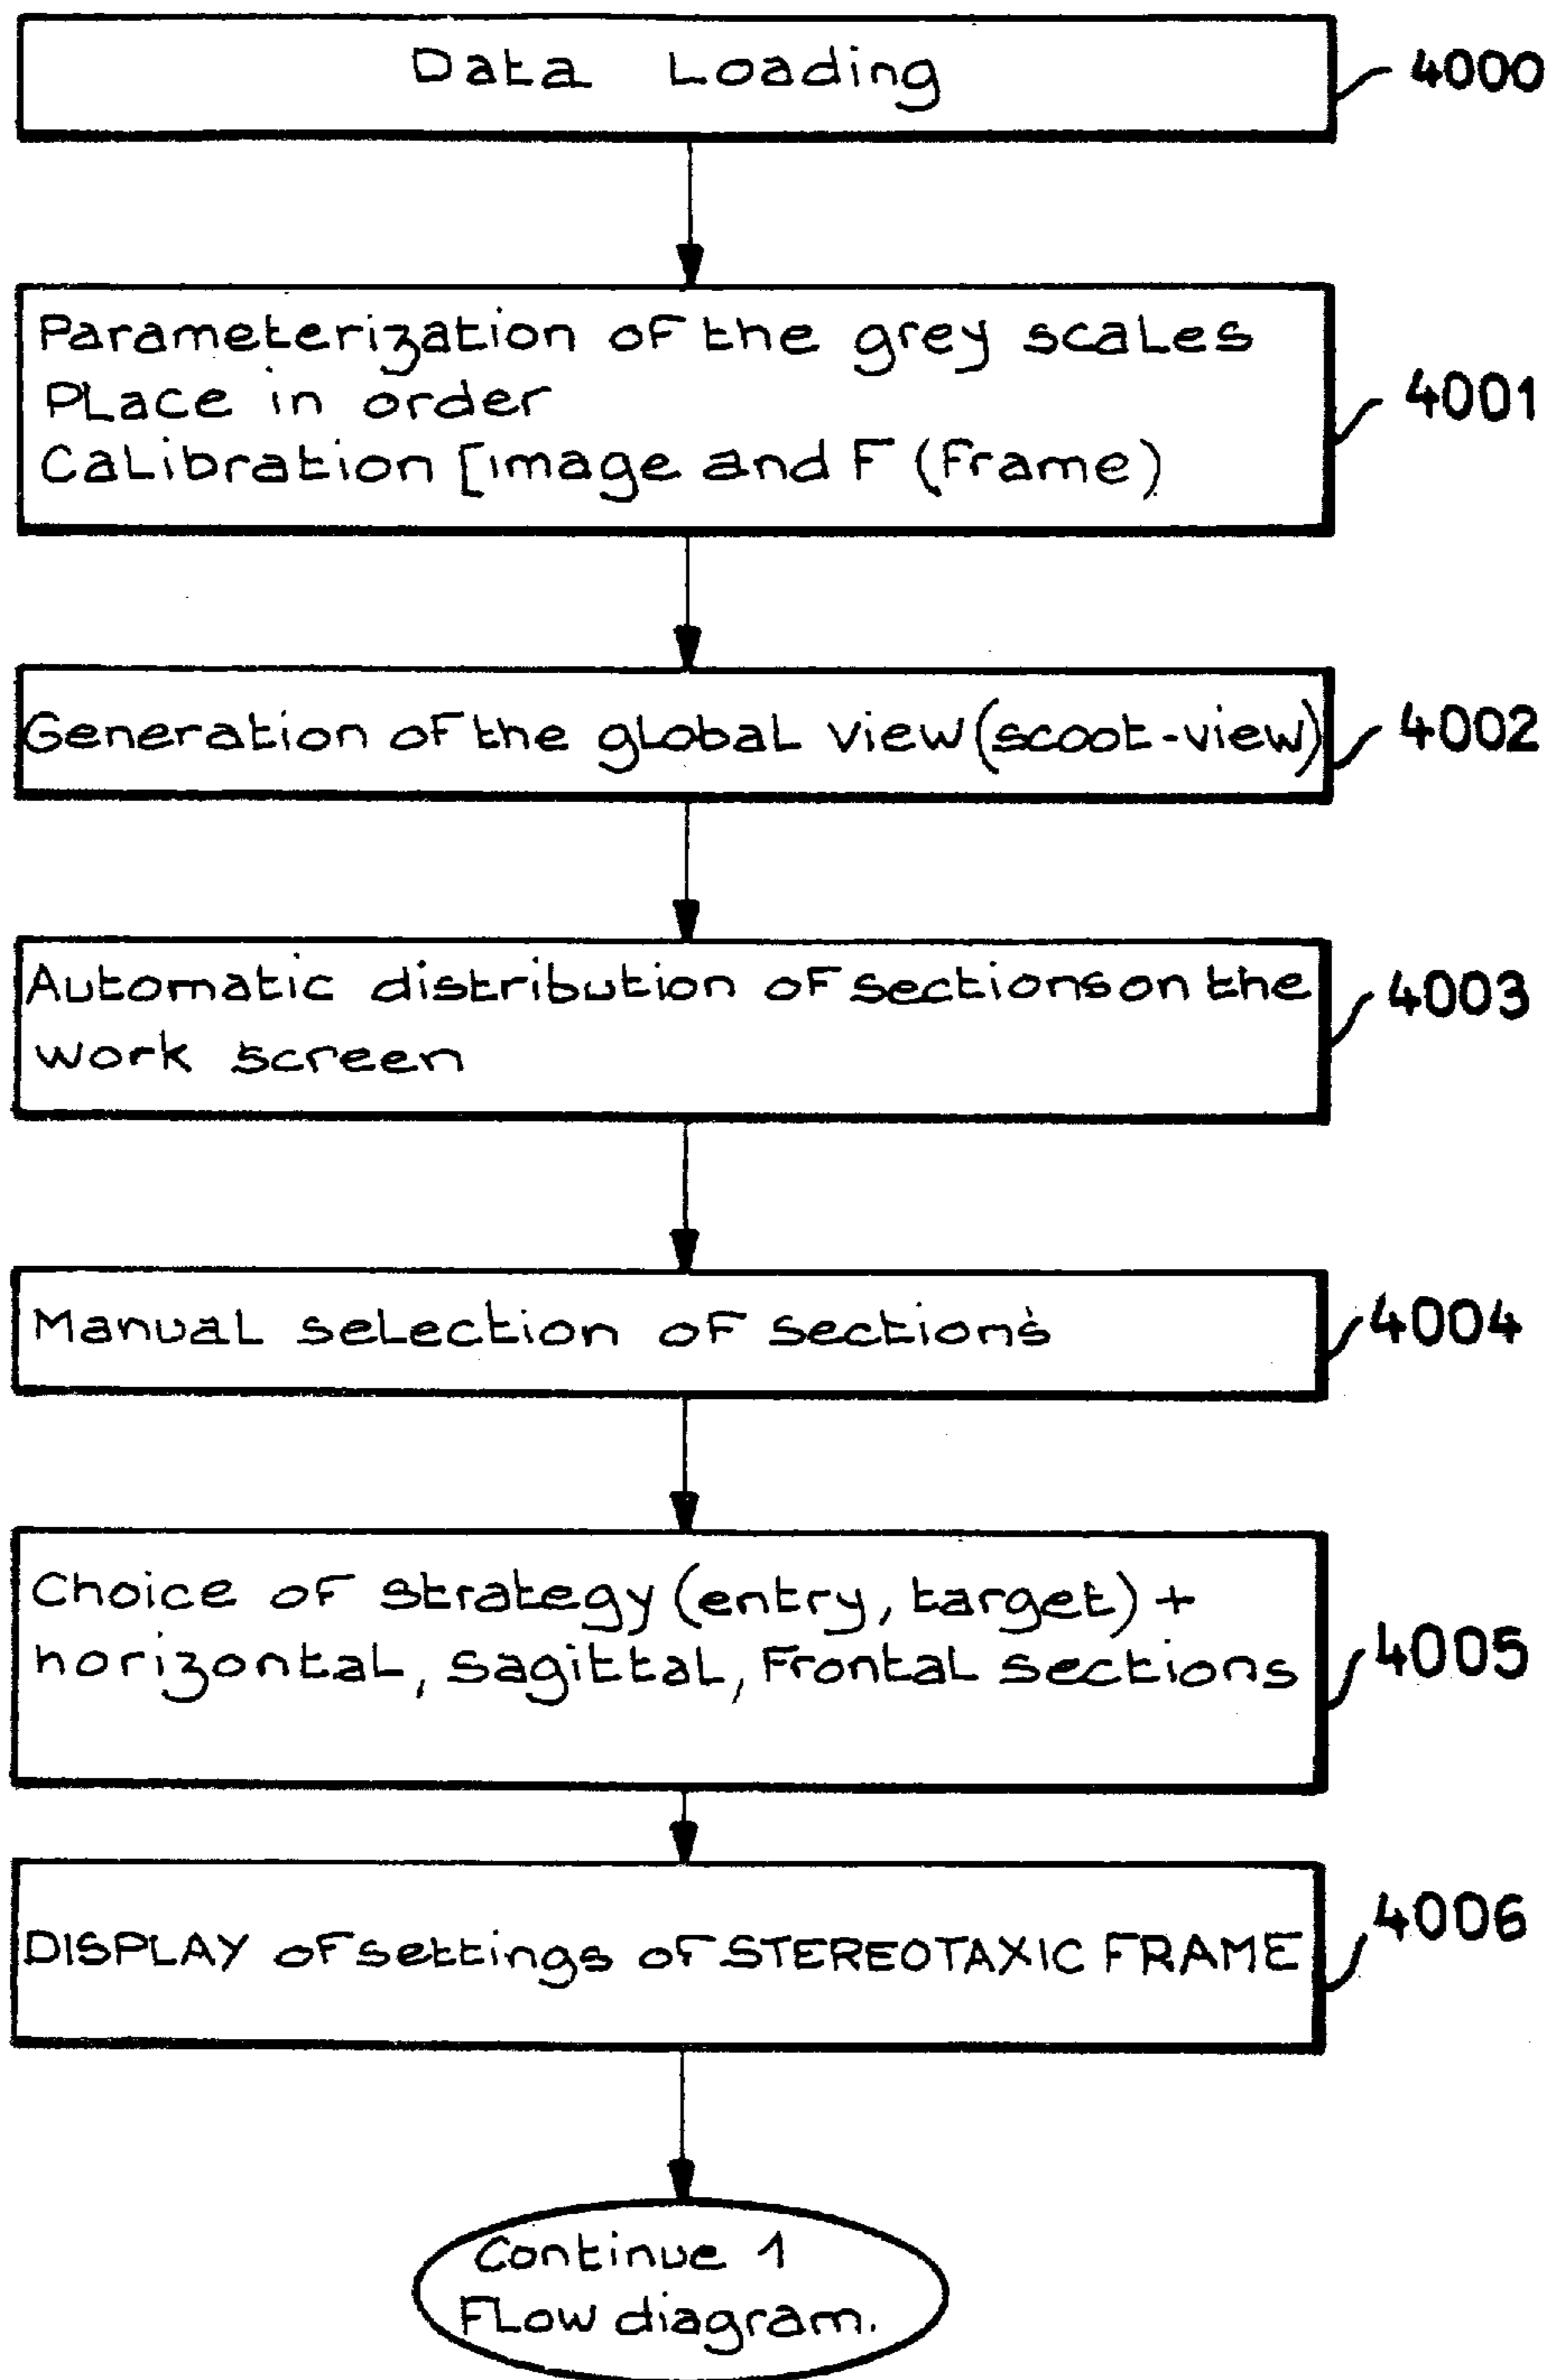 Data Loading
4000
Parameterization of the grey scales
Place in order
Calibration [image and F (frame)
4001
Generation of the global view (scoot-view)
4002
Automatic distribution of sections on the
work screen
4003
Manual selection of sections
4004
Choice of strategy (entry, target) +
horizontal, sagittal, frontal sections
4005
DISPLAY of settings of STEREOTAXIC FRAME
4006
Continue 1
Flow diagram.